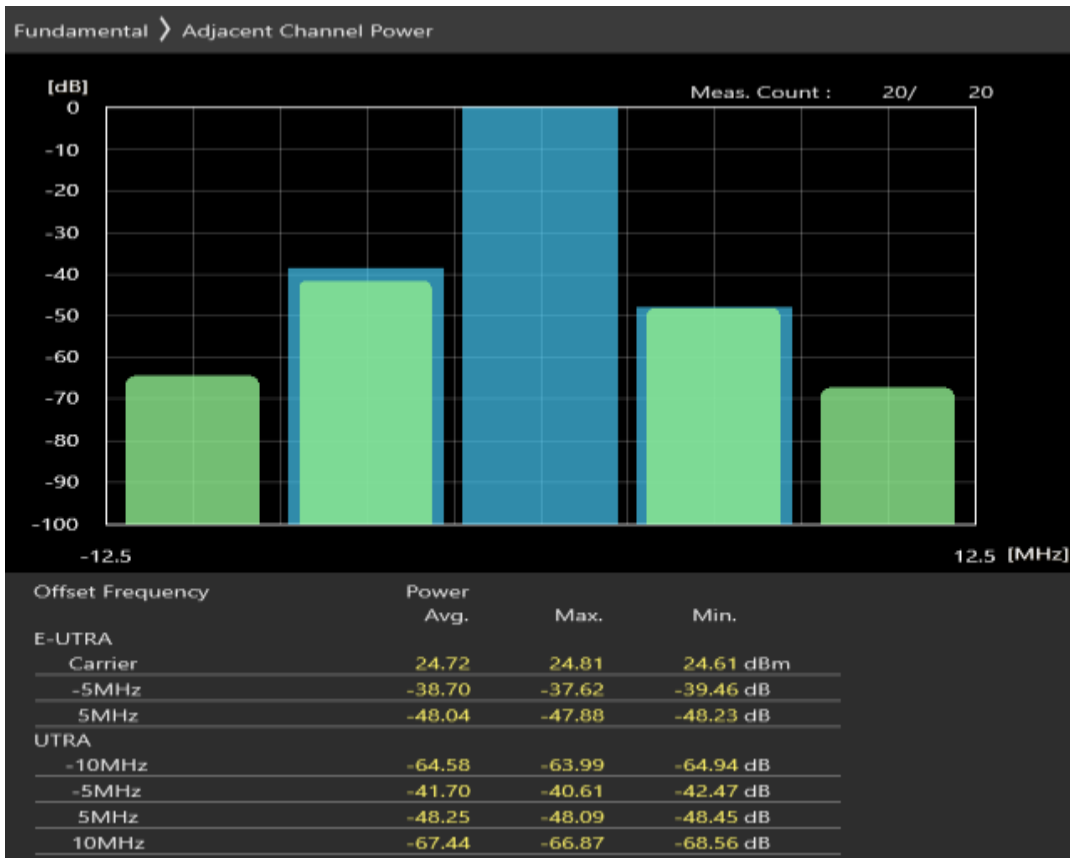 Fundamental 〉 Adjacent Channel Power
[dB]
Meas. Count : 20/ 20
0
-10
-20
-30
-40
-50
-60
-70
-80
-90
-100
-12.5 12.5 [MHz]
Offset Frequency Power
Avg. Max. Min.
E-UTRA
Carrier 24.72 24.81 24.61 dBm
-5MHz -38.70 -37.62 -39.46 dB
5MHz -48.04 -47.88 -48.23 dB
UTRA
-10MHz -64.58 -63.99 -64.94 dB
-5MHz -41.70 -40.61 -42.47 dB
5MHz -48.25 -48.09 -48.45 dB
10MHz -67.44 -66.87 -68.56 dB